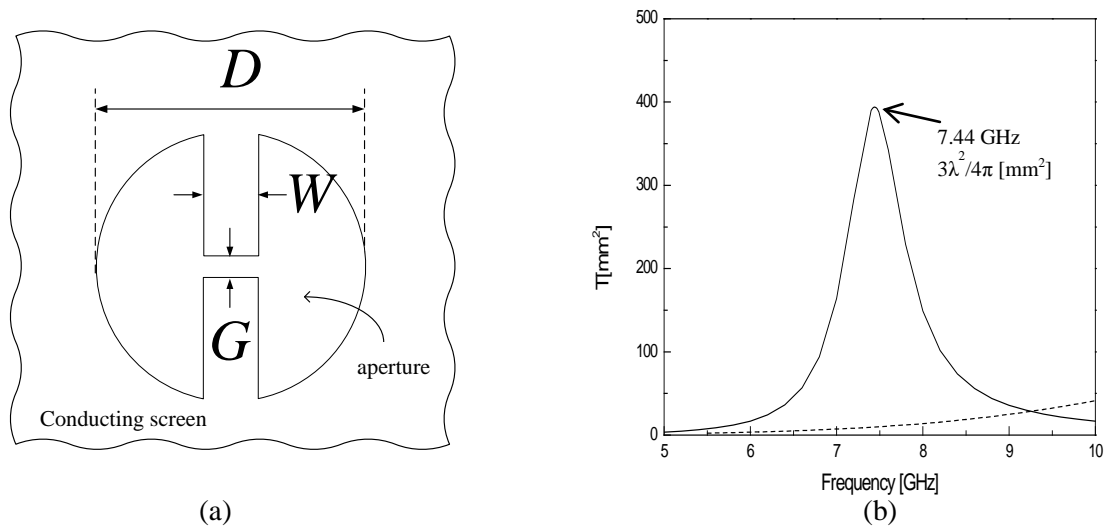 D
W
G
aperture
Conducting screen
(a)
500
400
300
200
100
0
T[mm²]
7.44 GHz
3λ²/4π [mm²]
5 6 7 8 9 10
Frequency [GHz]
(b)